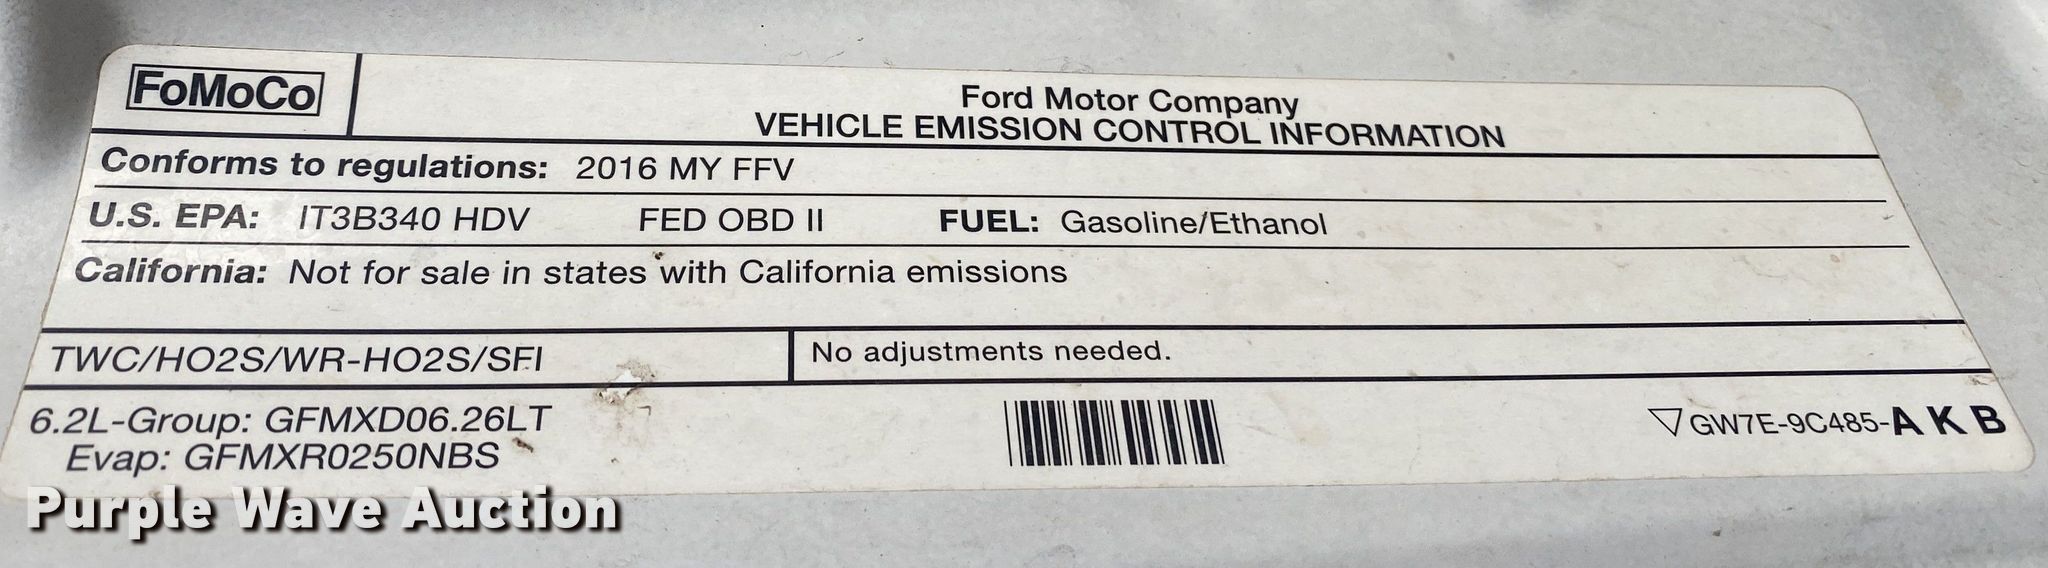 FoMoCo
Ford Motor Company
VEHICLE EMISSION CONTROL INFORMATION
Conforms to regulations: 2016 MY FFV
U.S. EPA: IT3B340 HDV FED OBD II FUEL: Gasoline/Ethanol
California: Not for sale in states with California emissions
TWC/HO2S/WR-HO2S/SFI
No adjustments needed.
6.2L-Group: GFMXD06.26LT
Evap: GFMXR0250NBS
GW7E-9C485-AKB
Purple Wave Auction